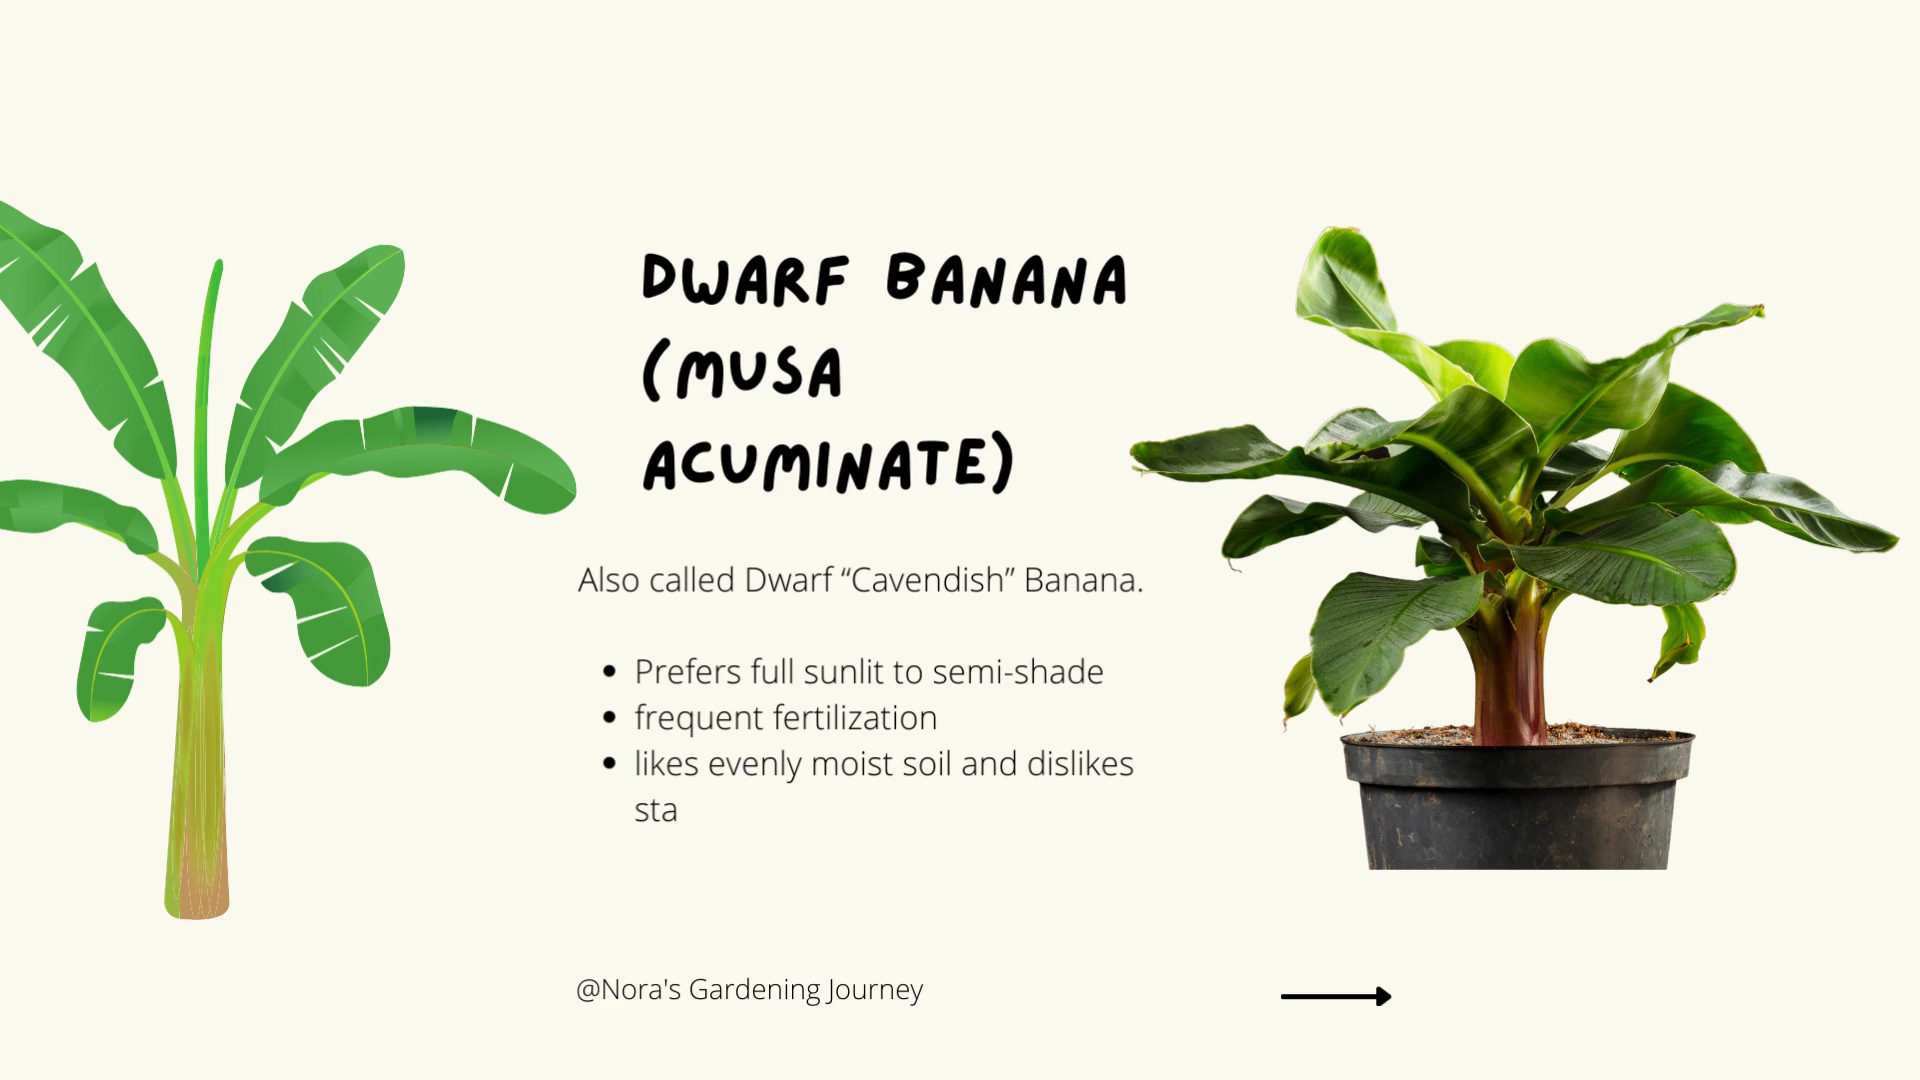 DWARF BANANA
(MUSA
ACUMINATE)
Also called Dwarf “Cavendish” Banana.
• Prefers full sunlit to semi-shade
• frequent fertilization
• likes evenly moist soil and dislikes
sta
@Nora's Gardening Journey